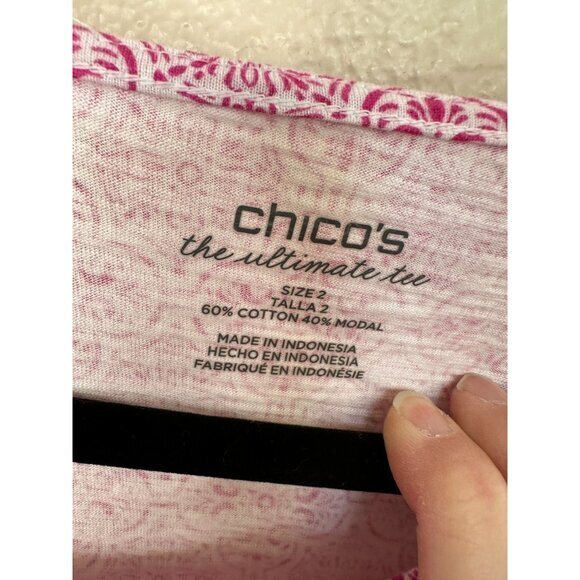 chico's
the ultimate tee
SIZE 2
TALLA 2
60% COTTON 40% MODAL
MADE IN INDONESIA
HECHO EN INDONESIA
FABRIQUÉ EN INDONÉSIE